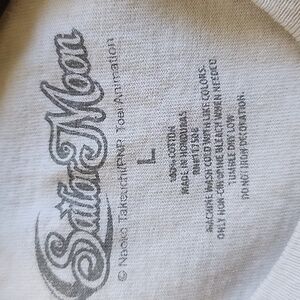 Sailor Moon
© Naoko Takeuchi/PNP, Toei Animation
L
100% COTTON
MADE IN HONDURAS
MACHINE WASH COLD WITH LIKE COLORS.
ONLY NON-CHLORINE BLEACH WHEN NEEDED
TUMBLE DRY LOW.
DO NOT IRON DECORATION.